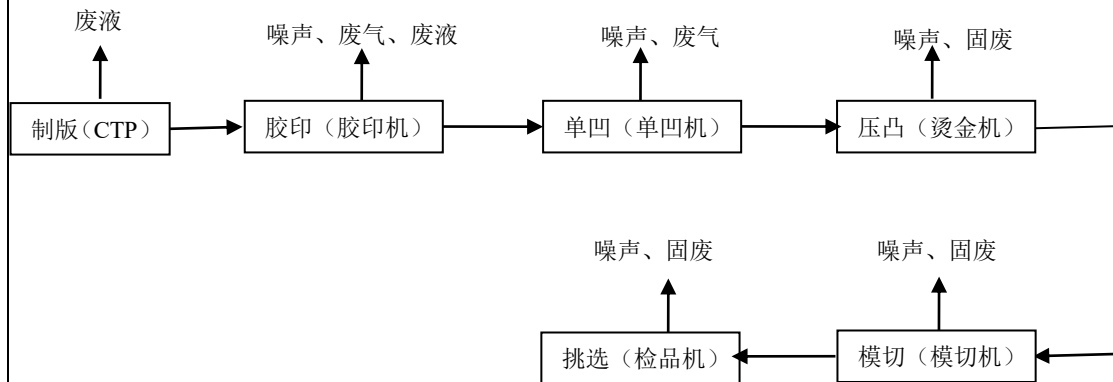 废液
噪声、废气、废液
噪声、废气
噪声、固废
制版（CTP）
胶印（胶印机）
单凹（单凹机）
压凸（烫金机）
噪声、固废
噪声、固废
挑选（检品机）
模切（模切机）